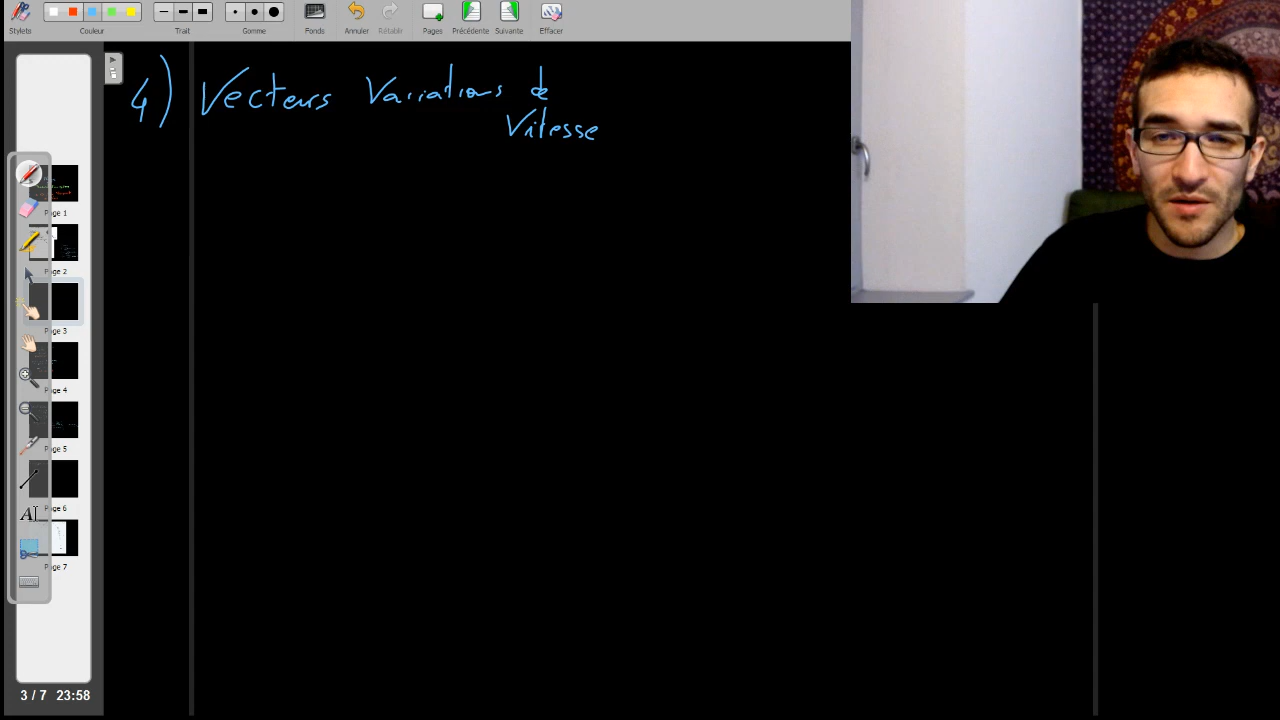 Stylets Couleur Trait Gomme Fonds Annuler Rétablir Pages Précédente Suivante Effacer
4) Vecteurs Variations de
Vitesse
Page 1
Page 2
Page 3
Page 4
Page 5
Page 6
Page 7
3 / 7 23:58